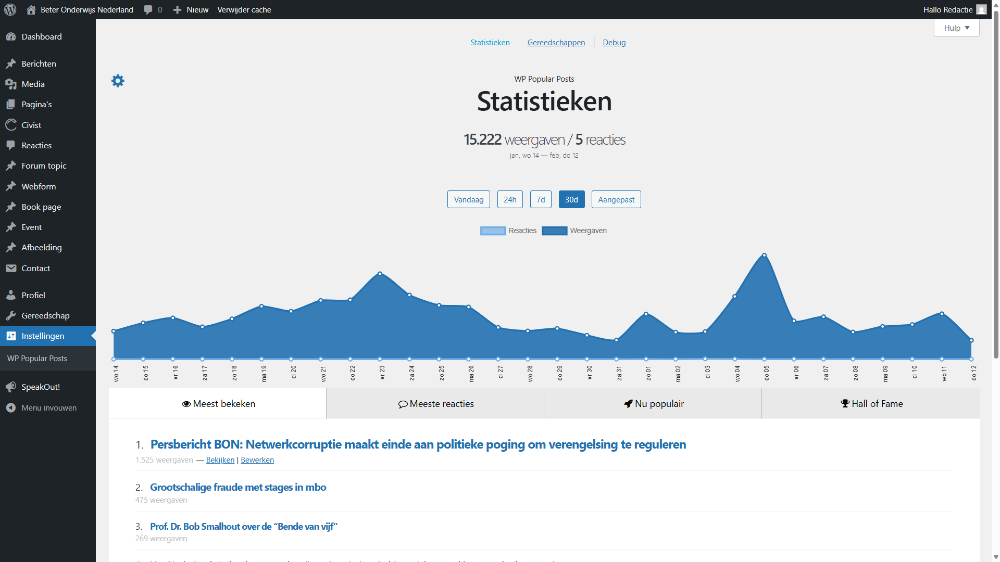 Beter Onderwijs Nederland 0 Nieuw Verwijder cache Hallo Redactie
Hulp
Dashboard
Berichten
Media
Pagina's
Civist
Reacties
Forum topic
Webform
Book page
Event
Afbeelding
Contact
Profiel
Gereedschap
Instellingen
WP Popular Posts
SpeakOut!
Menu invouwen
Statistieken Gereedschappen Debug
WP Popular Posts
Statistieken
15.222 weergaven / 5 reacties
jan, wo 14 — feb, do 12
Vandaag 24h 7d 30d Aangepast
Reacties Weergaven
wo 14 do 15 vr 16 za 17 zo 18 ma 19 di 20 wo 21 do 22 vr 23 za 24 zo 25 ma 26 di 27 wo 28 do 29 vr 30 za 31 zo 01 ma 02 di 03 wo 04 do 05 vr 06 za 07 zo 08 ma 09 di 10 wo 11 do 12
Meest bekeken Meeste reacties Nu populair Hall of Fame
1. Persbericht BON: Netwerkcorruptie maakt einde aan politieke poging om verengelsing te reguleren
1.525 weergaven — Bekijken | Bewerken
2. Grootschalige fraude met stages in mbo
475 weergaven
3. Prof. Dr. Bob Smalhout over de “Bende van vijf”
269 weergaven